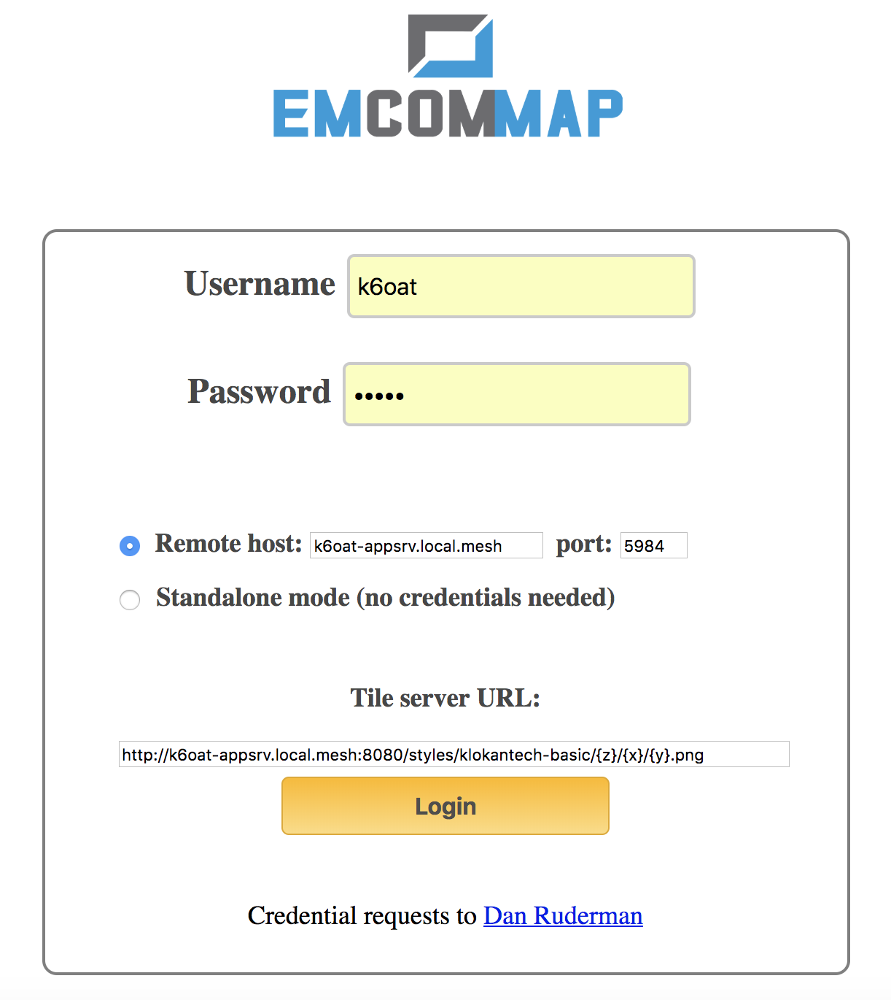 EMCOMMAP
Username k6oat
Password •••••
Remote host: k6oat-appsrv.local.mesh port: 5984
Standalone mode (no credentials needed)
Tile server URL:
http://k6oat-appsrv.local.mesh:8080/styles/klokantech-basic/{z}/{x}/{y}.png
Login
Credential requests to Dan Ruderman